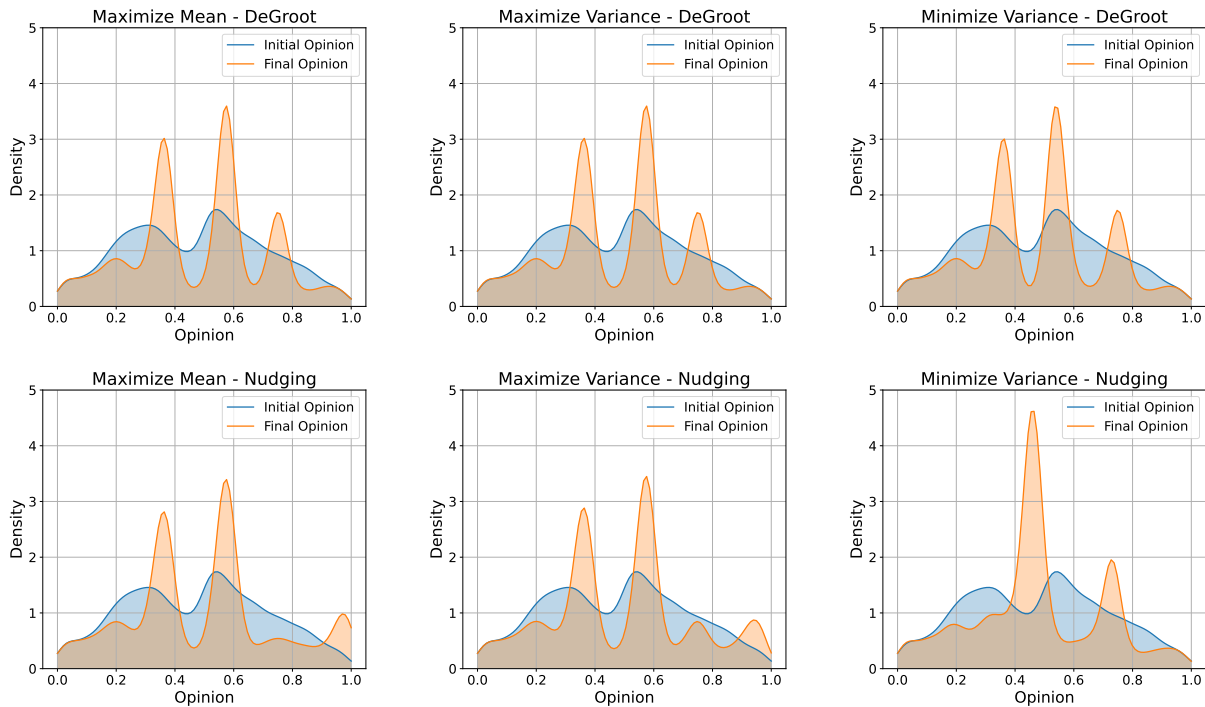 Maximize Mean - DeGroot
5
4
3
2
1
0
Density
0.0 0.2 0.4 0.6 0.8 1.0
Opinion
Initial Opinion
Final Opinion
Maximize Variance - DeGroot
5
4
3
2
1
0
Density
0.0 0.2 0.4 0.6 0.8 1.0
Opinion
Initial Opinion
Final Opinion
Minimize Variance - DeGroot
5
4
3
2
1
0
Density
0.0 0.2 0.4 0.6 0.8 1.0
Opinion
Initial Opinion
Final Opinion
Maximize Mean - Nudging
5
4
3
2
1
0
Density
0.0 0.2 0.4 0.6 0.8 1.0
Opinion
Initial Opinion
Final Opinion
Maximize Variance - Nudging
5
4
3
2
1
0
Density
0.0 0.2 0.4 0.6 0.8 1.0
Opinion
Initial Opinion
Final Opinion
Minimize Variance - Nudging
5
4
3
2
1
0
Density
0.0 0.2 0.4 0.6 0.8 1.0
Opinion
Initial Opinion
Final Opinion